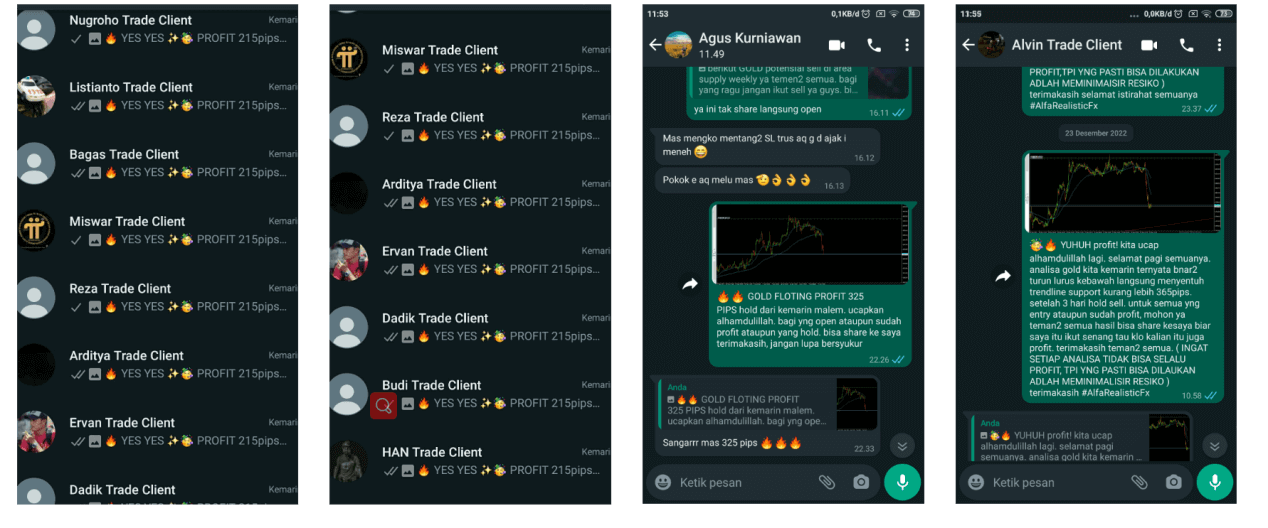 Nugroho Trade Client Kemari
YES YES ✨ PROFIT 215pips...
Listianto Trade Client Kemari
YES YES ✨ PROFIT 215pips...
Bagas Trade Client Kemari
YES YES ✨ PROFIT 215pips...
Miswar Trade Client Kemari
YES YES ✨ PROFIT 215pips...
Reza Trade Client Kemari
YES YES ✨ PROFIT 215pips...
Arditya Trade Client Kemari
YES YES ✨ PROFIT 215pips...
Ervan Trade Client Kemari
YES YES ✨ PROFIT 215pips...
Dadik Trade Client Kemari
Miswar Trade Client Kemari
YES YES ✨ PROFIT 215pips...
Reza Trade Client Kemari
YES YES ✨ PROFIT 215pips...
Arditya Trade Client Kemari
YES YES ✨ PROFIT 215pips...
Ervan Trade Client Kemari
YES YES ✨ PROFIT 215pips...
Dadik Trade Client Kemari
YES YES ✨ PROFIT 215pips...
Budi Trade Client Kemari
YES YES ✨ PROFIT 215pips...
HAN Trade Client Kemari
YES YES ✨ PROFIT 215pips...
11:53 0,1KB/d 74
Agus Kurniawan
11.49
berikut GOLD potensial sell di area
supply weekly ya temen2 semua. bagi
yang ragu jangan ikut sell ya guys. bi...
ya ini tak share langsung open
16.11
Mas mengko mentang2 SL trus aq g d ajak i
meneh 😄
16.12
Pokok e aq melu mas 🤕👌👌👌 16.13
🔥🔥 GOLD FLOTING PROFIT 325
PIPS hold dari kemarin malem. ucapkan
alhamdulillah. bagi yng open ataupun sudah
profit ataupun yang hold. bisa share ke saya
terimakasih, jangan lupa bersyukur
22.26
Anda
🔥🔥 GOLD FLOTING PROFIT
325 PIPS hold dari kemarin malem.
ucapkan alhamdulillah. bagi yng ope...
Sangarrr mas 325 pips 🔥🔥🔥
22.33
Ketik pesan
11:55 ... 0,0KB/d 73
Alvin Trade Client
PROFIT,TPI YNG PASTI BISA DILAKUKAN
ADLAH MEMINIMAISIR RESIKO )
terimakasih selamat istirahat semuanya
#AlfaRealisticFx
23.37
23 Desember 2022
🔥 YUHUH profit! kita ucap
alhamdulillah lagi. selamat pagi semuanya.
analisa gold kita kemarin ternyata bnar2
turun lurus kebawah langsung menyentuh
trendline support kurang lebih 365pips.
setelah 3 hari hold sell. untuk semua yng
entry ataupun sudah profit, mohon ya
teman2 semua hasil bisa share kesaya biar
saya itu ikut senang tau klo kalian itu juga
profit. terimakasih teman2 semua. ( INGAT
SETIAP ANALISA TIDAK BISA SELALU
PROFIT, TPI YNG PASTI BISA DILAUKAN
ADLAH MEMINIMALISIR RESIKO )
terimakasih #AlfaRealisticFx
10.58
Anda
🔥 YUHUH profit! kita ucap
alhamdulillah lagi. selamat pagi
semuanya. analisa gold kita kemarin ...
Ketik pesan